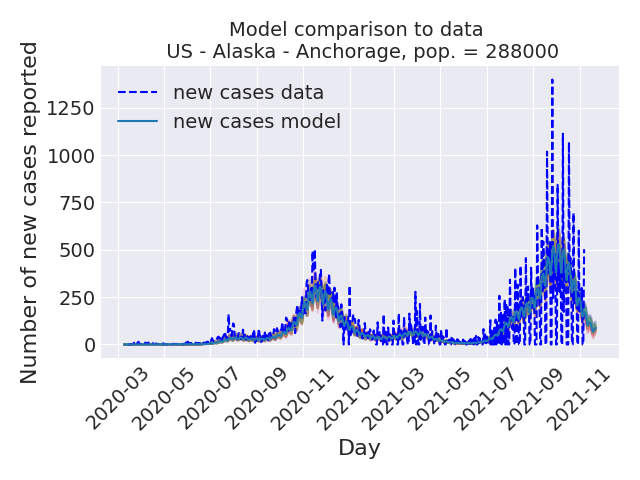 Model comparison to data
US - Alaska - Anchorage, pop. = 288000
Number of new cases reported
1250
1000
750
500
250
0
new cases data
new cases model
2020-03
2020-05
2020-07
2020-09
2020-11
2021-01
2021-03
2021-05
2021-07
2021-09
2021-11
Day